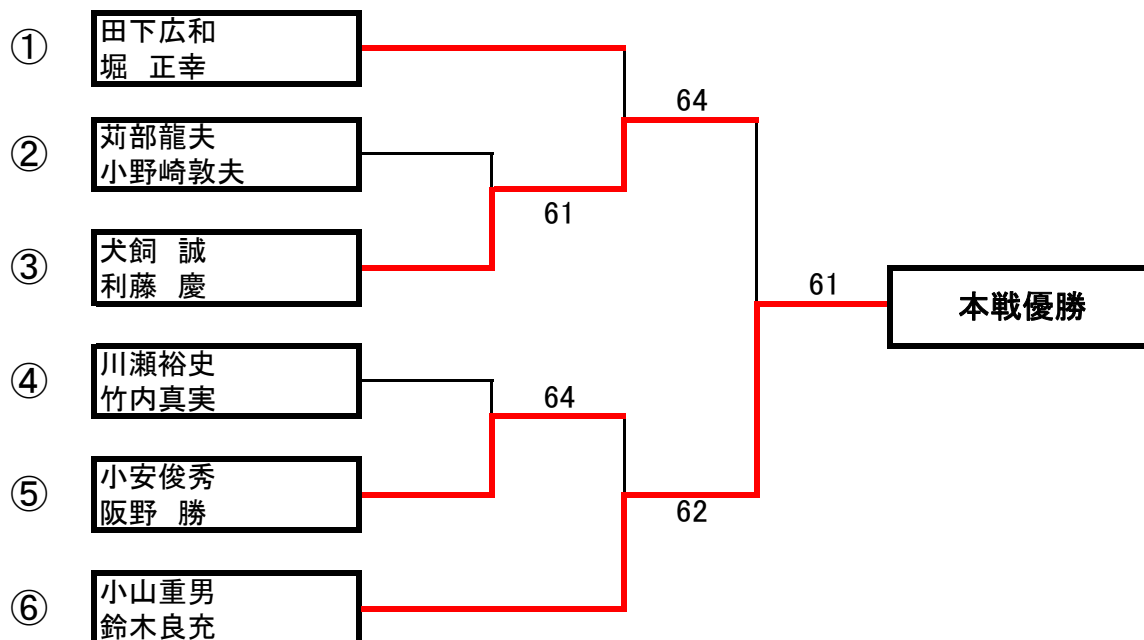 ①
田下広和
堀　正幸
②
苅部龍夫
小野崎敦夫
③
犬飼　誠
利藤　慶
④
川瀬裕史
竹内真実
⑤
小安俊秀
阪野　勝
⑥
小山重男
鈴木良充
61
64
64
62
61
本戦優勝